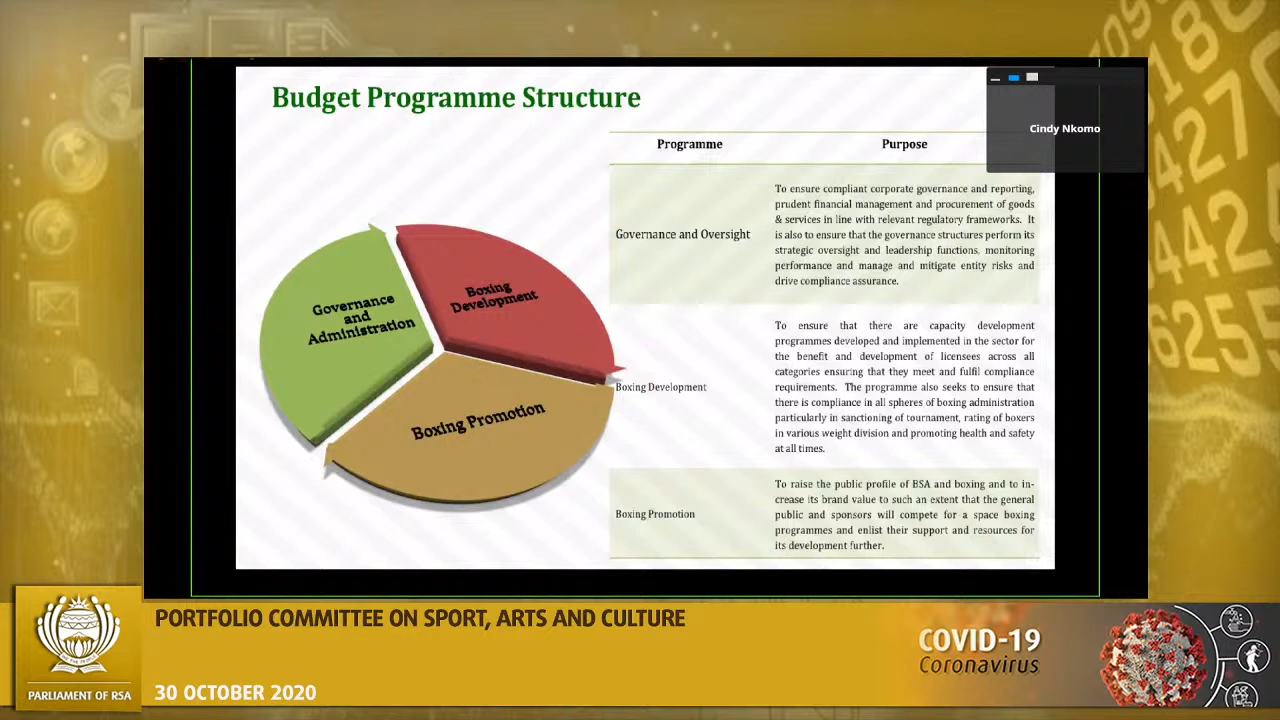 Budget Programme Structure
Cindy Nkomo
Programme
Purpose
Governance and Oversight
To ensure compliant corporate governance and reporting,
prudent financial management and procurement of goods
& services in line with relevant regulatory frameworks. It
is also to ensure that the governance structures perform its
strategic oversight and leadership functions, monitoring
performance and manage and mitigate entity risks and
drive compliance assurance.
Boxing Development
To ensure that there are capacity development
programmes developed and implemented in the sector for
the benefit and development of licensees across all
categories ensuring that they meet and fulfil compliance
requirements. The programme also seeks to ensure that
there is compliance in all spheres of boxing administration
particularly in sanctioning of tournament, rating of boxers
in various weight division and promoting health and safety
at all times.
Boxing Promotion
To raise the public profile of BSA and boxing and to in-
crease its brand value to such an extent that the general
public and sponsors will compete for a space boxing
programmes and enlist their support and resources for
its development further.
Governance
and
Administration
Boxing
Development
Boxing Promotion
PORTFOLIO COMMITTEE ON SPORT, ARTS AND CULTURE
30 OCTOBER 2020
PARLIAMENT OF RSA
COVID-19
Coronavirus